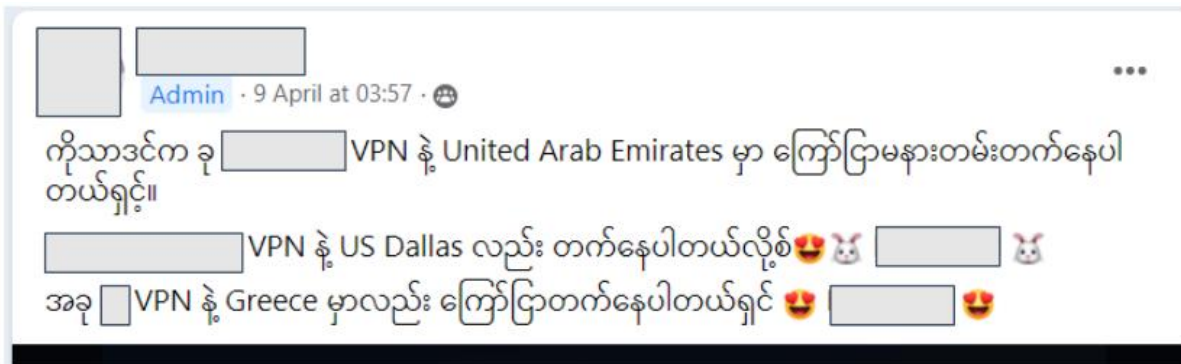 Admin · 9 April at 03:57 ·
ကိုသာဒင်က ခု VPN နဲ့ United Arab Emirates မှာ ကြော်ငြာမနားတမ်းတက်နေပါ
တယ်ရှင့်။
VPN နဲ့ US Dallas လည်း တက်နေပါတယ်လို့စ်😍🐰 🐰
အခု VPN နဲ့ Greece မှာလည်း ကြော်ငြာတက်နေပါတယ်ရှင် 😍 😍